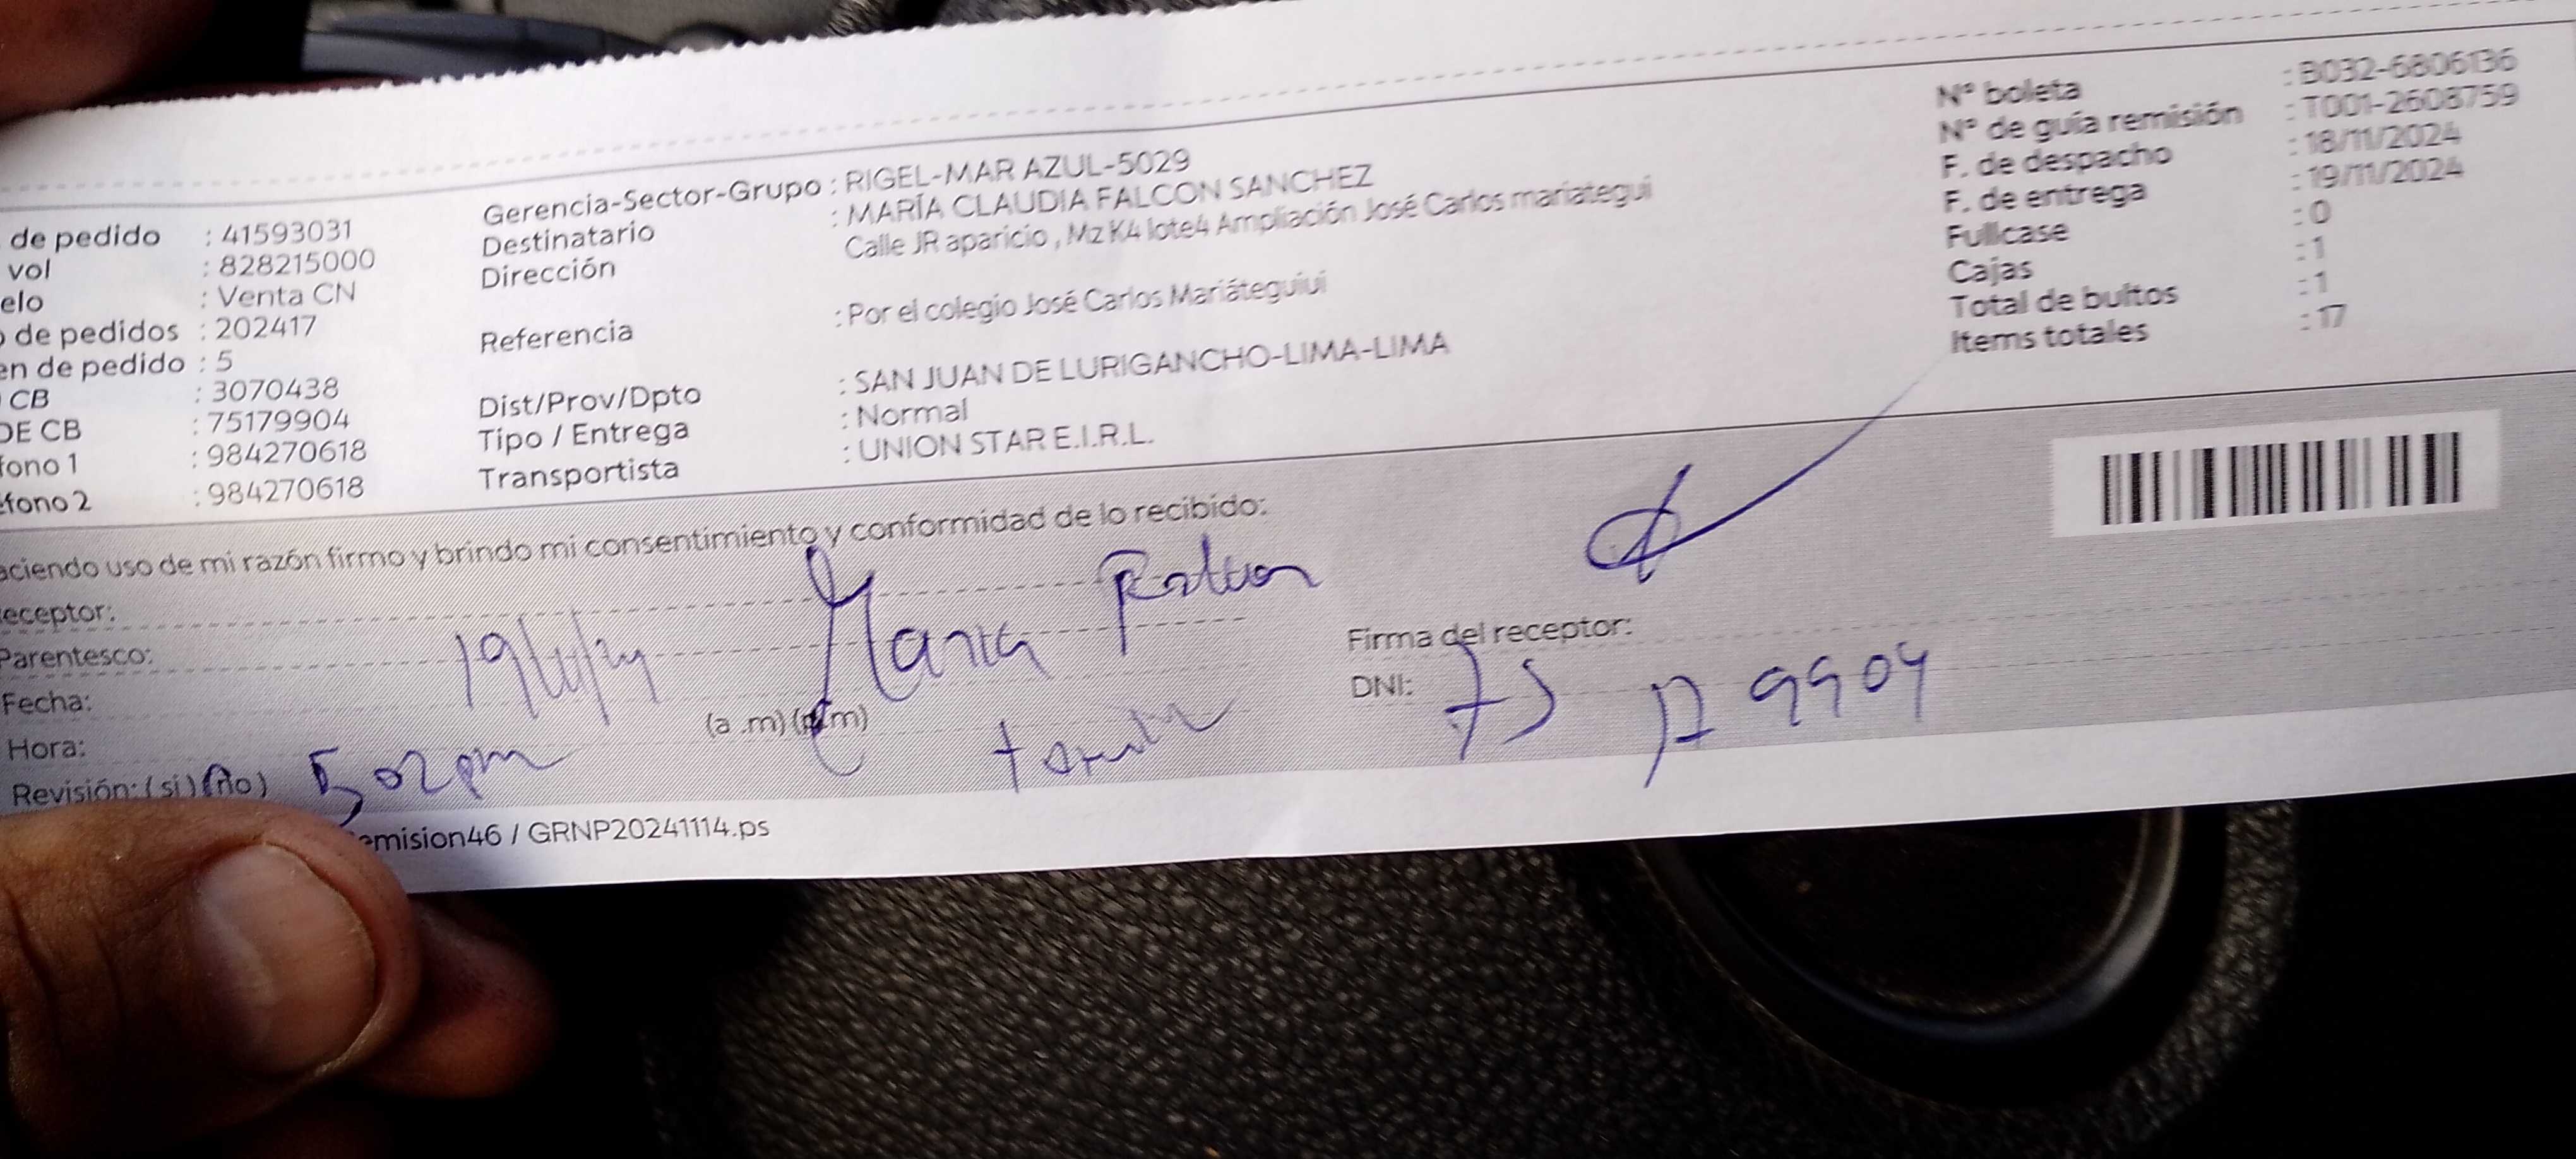 de pedido : 41593031
vol : 828215000
elo : Venta CN
de pedidos : 202417
en de pedido : 5
CB : 3070438
DE CB : 75179904
fono 1 : 984270618
éfono 2 : 984270618
Gerencia-Sector-Grupo : RIGEL-MAR AZUL-5029
Destinatario : MARÍA CLAUDIA FALCON SANCHEZ
Dirección Calle JR aparicio , Mz K4 lote4 Ampliación José Carlos mariategui
Referencia : Por el colegio José Carlos Mariáteguiui
Dist/Prov/Dpto : SAN JUAN DE LURIGANCHO-LIMA-LIMA
Tipo / Entrega : Normal
Transportista : UNION STAR E.I.R.L.
N° boleta : B032-6806136
N° de guía remisión : T001-2608759
F. de despacho : 18/11/2024
F. de entrega : 19/11/2024
Fullcase : 0
Cajas : 1
Total de bultos : 1
Items totales : 17
aciendo uso de mi razón firmo y brindo mi consentimiento y conformidad de lo recibido:
eceptor: Maria Falcon
Parentesco:
Fecha: 19/11/24
Hora: 5:02pm (a .m) (p.m)
Revisión: ( si ) (no )
Firma del receptor:
DNI: 75179904
emision46 / GRNP20241114.ps